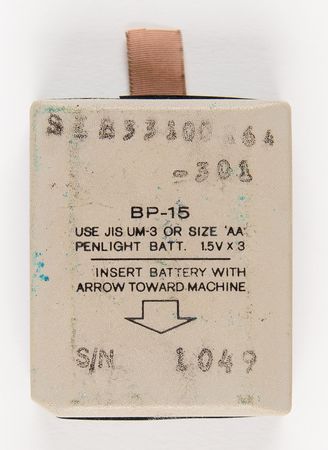 SEB33100 64
-301
BP-15
USE JIS UM-3 OR SIZE 'AA'
PENLIGHT BATT. 1.5V x 3
INSERT BATTERY WITH
ARROW TOWARD MACHINE
S/N 1049